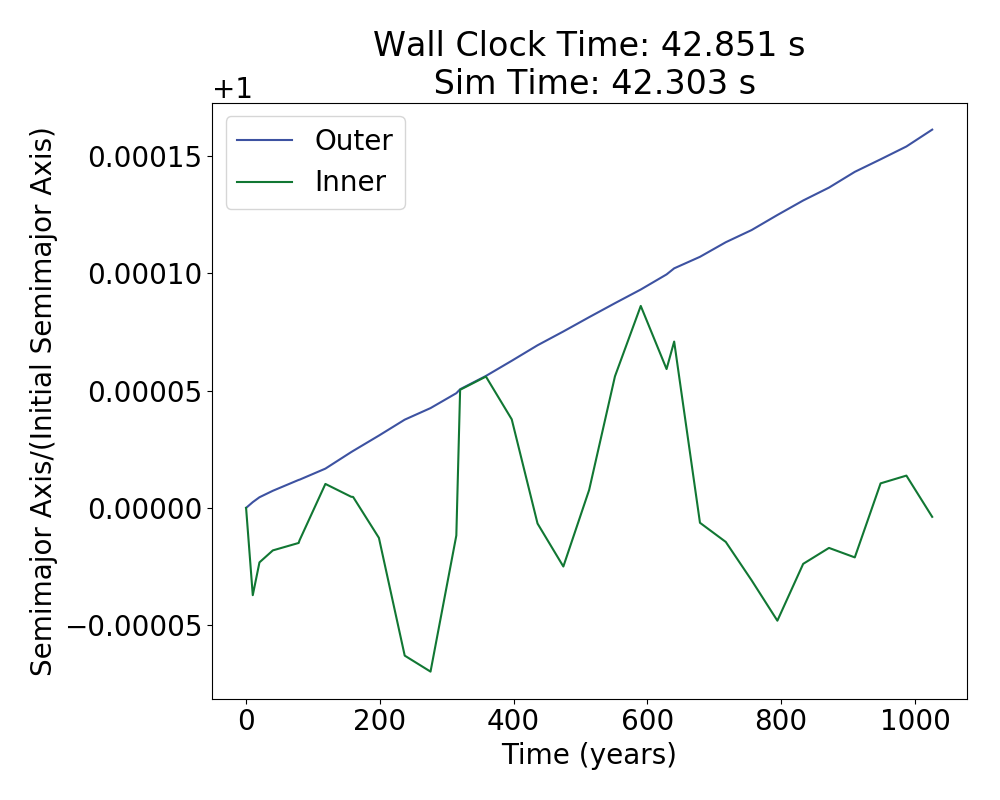 Wall Clock Time: 42.851 s
Sim Time: 42.303 s
+1
Outer
Inner
Semimajor Axis/(Initial Semimajor Axis)
0.00015
0.00010
0.00005
0.00000
−0.00005
0
200
400
600
800
1000
Time (years)